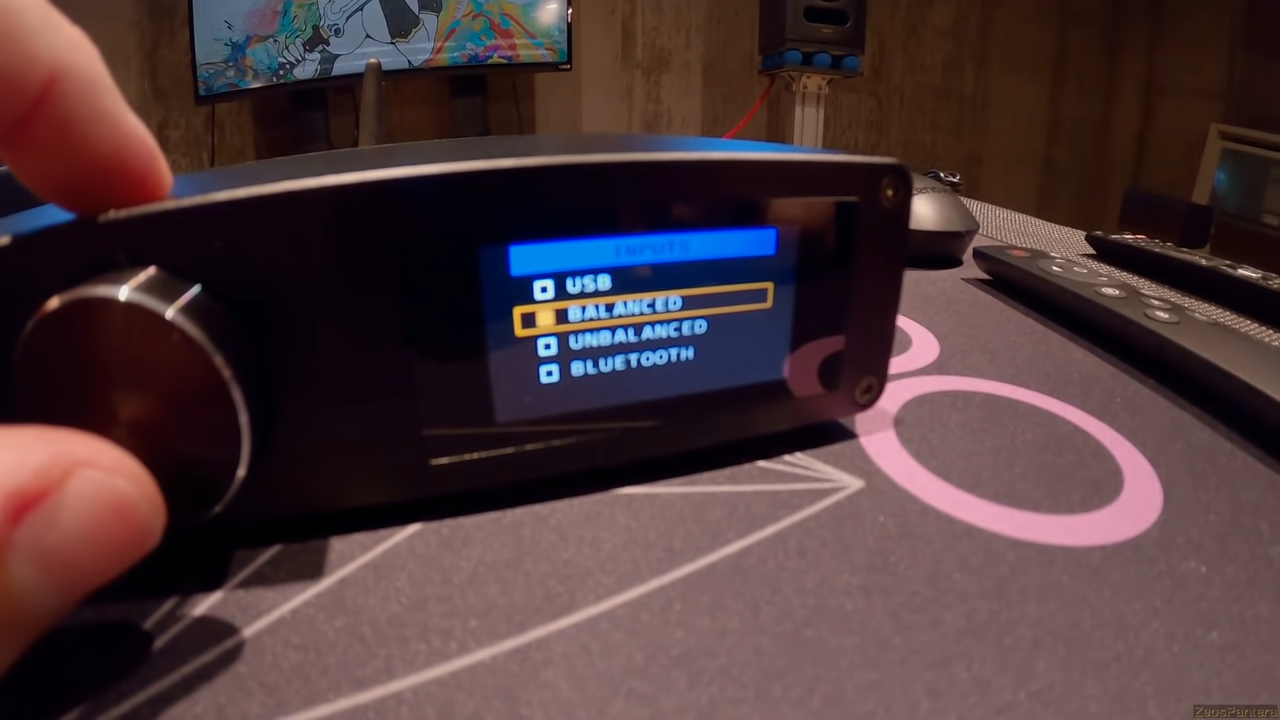 INPUTS
USB
BALANCED
UNBALANCED
BLUETOOTH
ZeosPantera